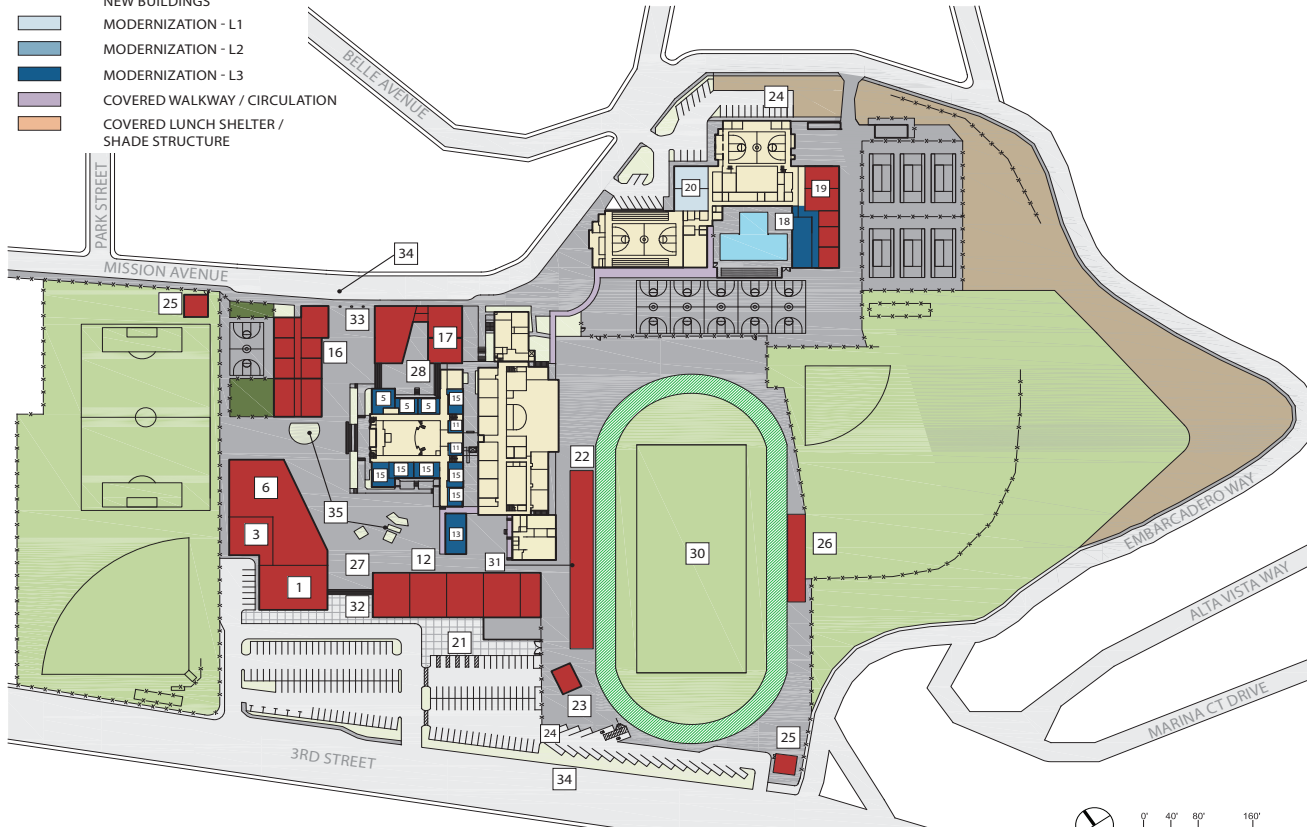 NEW BUILDINGS
MODERNIZATION - L1
MODERNIZATION - L2
MODERNIZATION - L3
COVERED WALKWAY / CIRCULATION
COVERED LUNCH SHELTER /
SHADE STRUCTURE
BELLE AVENUE
PARK STREET
MISSION AVENUE
24
20
19
18
34
25
33
17
16
28
5
5
5
15
11
11
15
15
15
15
15
22
6
35
3
13
12
31
26
30
27
1
32
21
23
24
25
34
3RD STREET
EMBARCADERO WAY
ALTA VISTA WAY
MARINA CT DRIVE
0' 40' 80' 160'